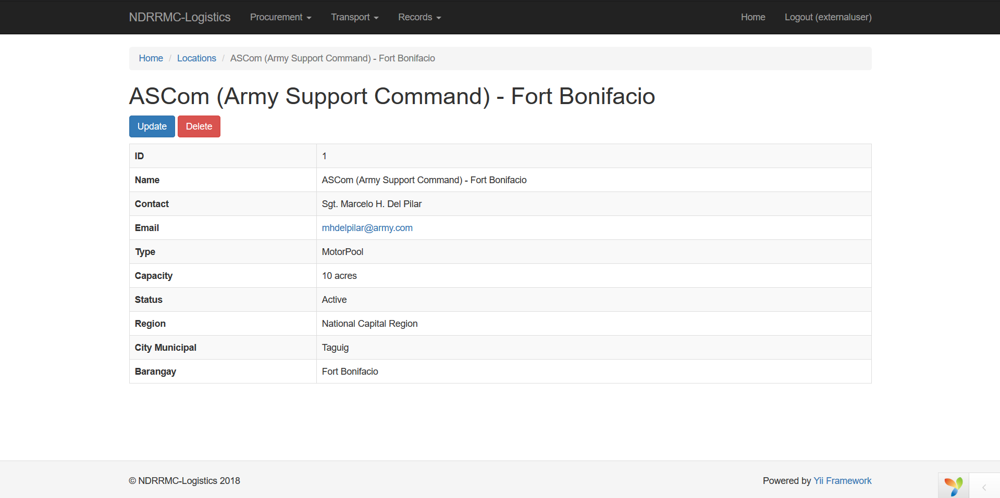 NDRRMC-Logistics Procurement Transport Records Home Logout (externaluser)
Home / Locations / ASCom (Army Support Command) - Fort Bonifacio
ASCom (Army Support Command) - Fort Bonifacio
Update Delete
ID 1
Name ASCom (Army Support Command) - Fort Bonifacio
Contact Sgt. Marcelo H. Del Pilar
Email mhdelpilar@army.com
Type MotorPool
Capacity 10 acres
Status Active
Region National Capital Region
City Municipal Taguig
Barangay Fort Bonifacio
© NDRRMC-Logistics 2018 Powered by Yii Framework